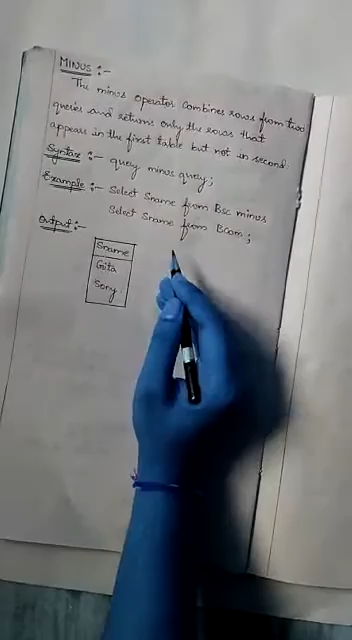 MINUS :-
The minus operator combines rows from two
queries and returns only the rows that
appears in the first table but not in second.
Syntax :- query minus query;
Example :- Select Sname from Bsc minus
Select Sname from Bcom;
Output :-
Sname
Gita
Sony